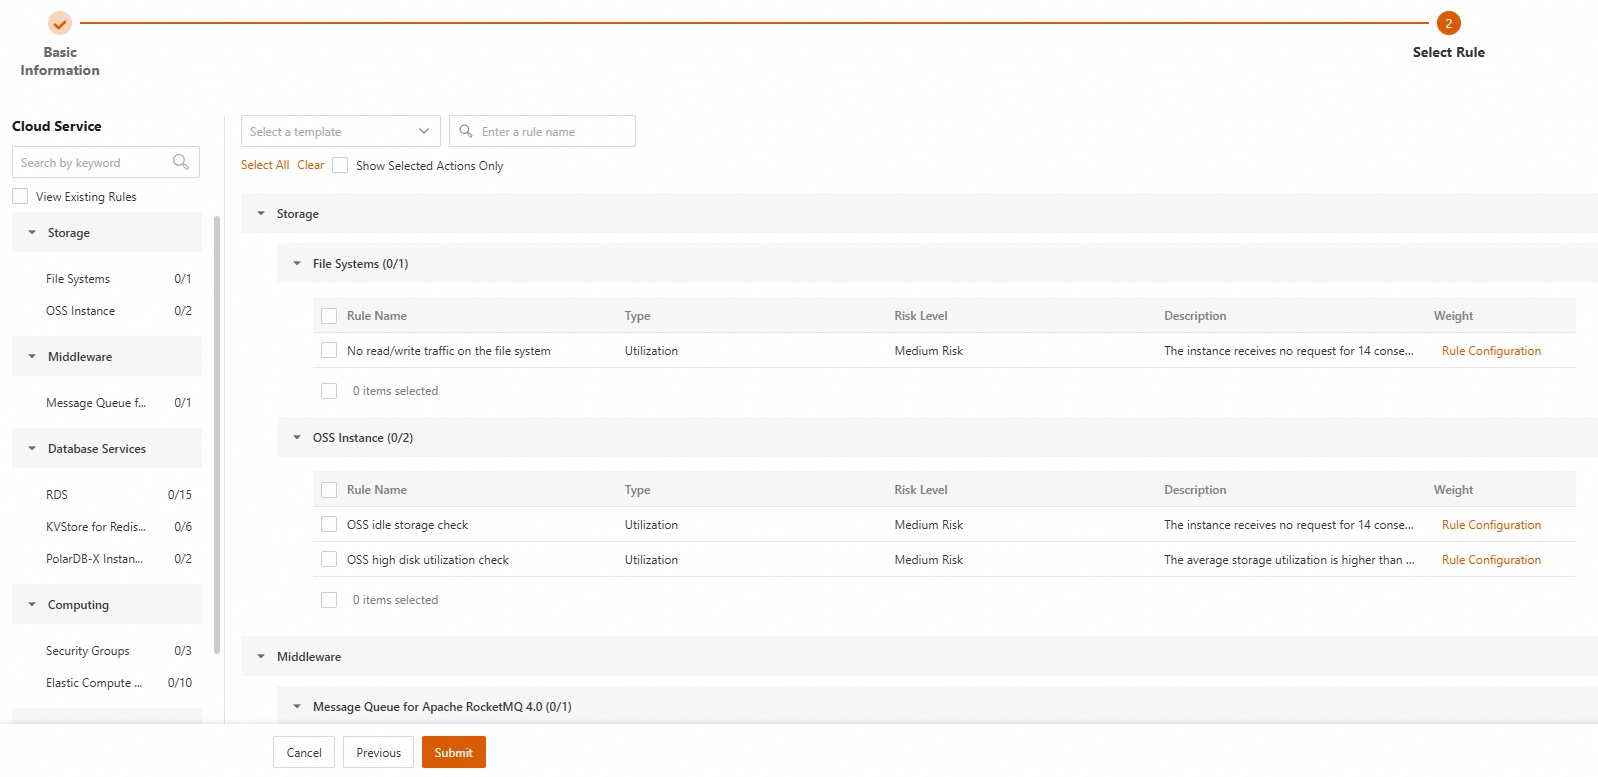 2
Basic
Information
Select Rule
Cloud Service
Search by keyword
View Existing Rules
Storage
File Systems 0/1
OSS Instance 0/2
Middleware
Message Queue f... 0/1
Database Services
RDS 0/15
KVStore for Redis... 0/6
PolarDB-X Instan... 0/2
Computing
Security Groups 0/3
Elastic Compute ... 0/10
Select a template Enter a rule name
Select All Clear Show Selected Actions Only
Storage
File Systems (0/1)
Rule Name Type Risk Level Description Weight
No read/write traffic on the file system Utilization Medium Risk The instance receives no request for 14 conse... Rule Configuration
0 items selected
OSS Instance (0/2)
Rule Name Type Risk Level Description Weight
OSS idle storage check Utilization Medium Risk The instance receives no request for 14 conse... Rule Configuration
OSS high disk utilization check Utilization Medium Risk The average storage utilization is higher than ... Rule Configuration
0 items selected
Middleware
Message Queue for Apache RocketMQ 4.0 (0/1)
Cancel Previous Submit